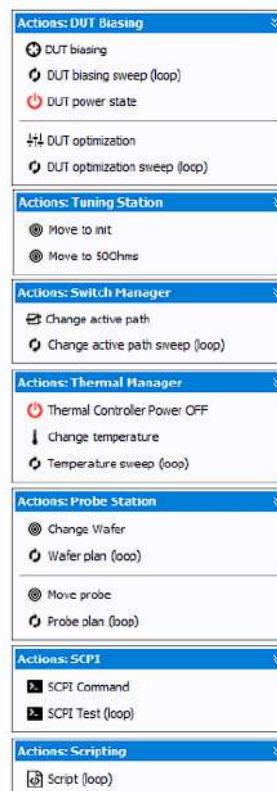 Actions: DUT Biasing
DUT biasing
DUT biasing sweep (loop)
DUT power state
DUT optimization
DUT optimization sweep (loop)
Actions: Tuning Station
Move to init
Move to 50Ohms
Actions: Switch Manager
Change active path
Change active path sweep (loop)
Actions: Thermal Manager
Thermal Controller Power OFF
Change temperature
Temperature sweep (loop)
Actions: Probe Station
Change Wafer
Wafer plan (loop)
Move probe
Probe plan (loop)
Actions: SCPI
SCPI Command
SCPI Test (loop)
Actions: Scripting
Script (loop)